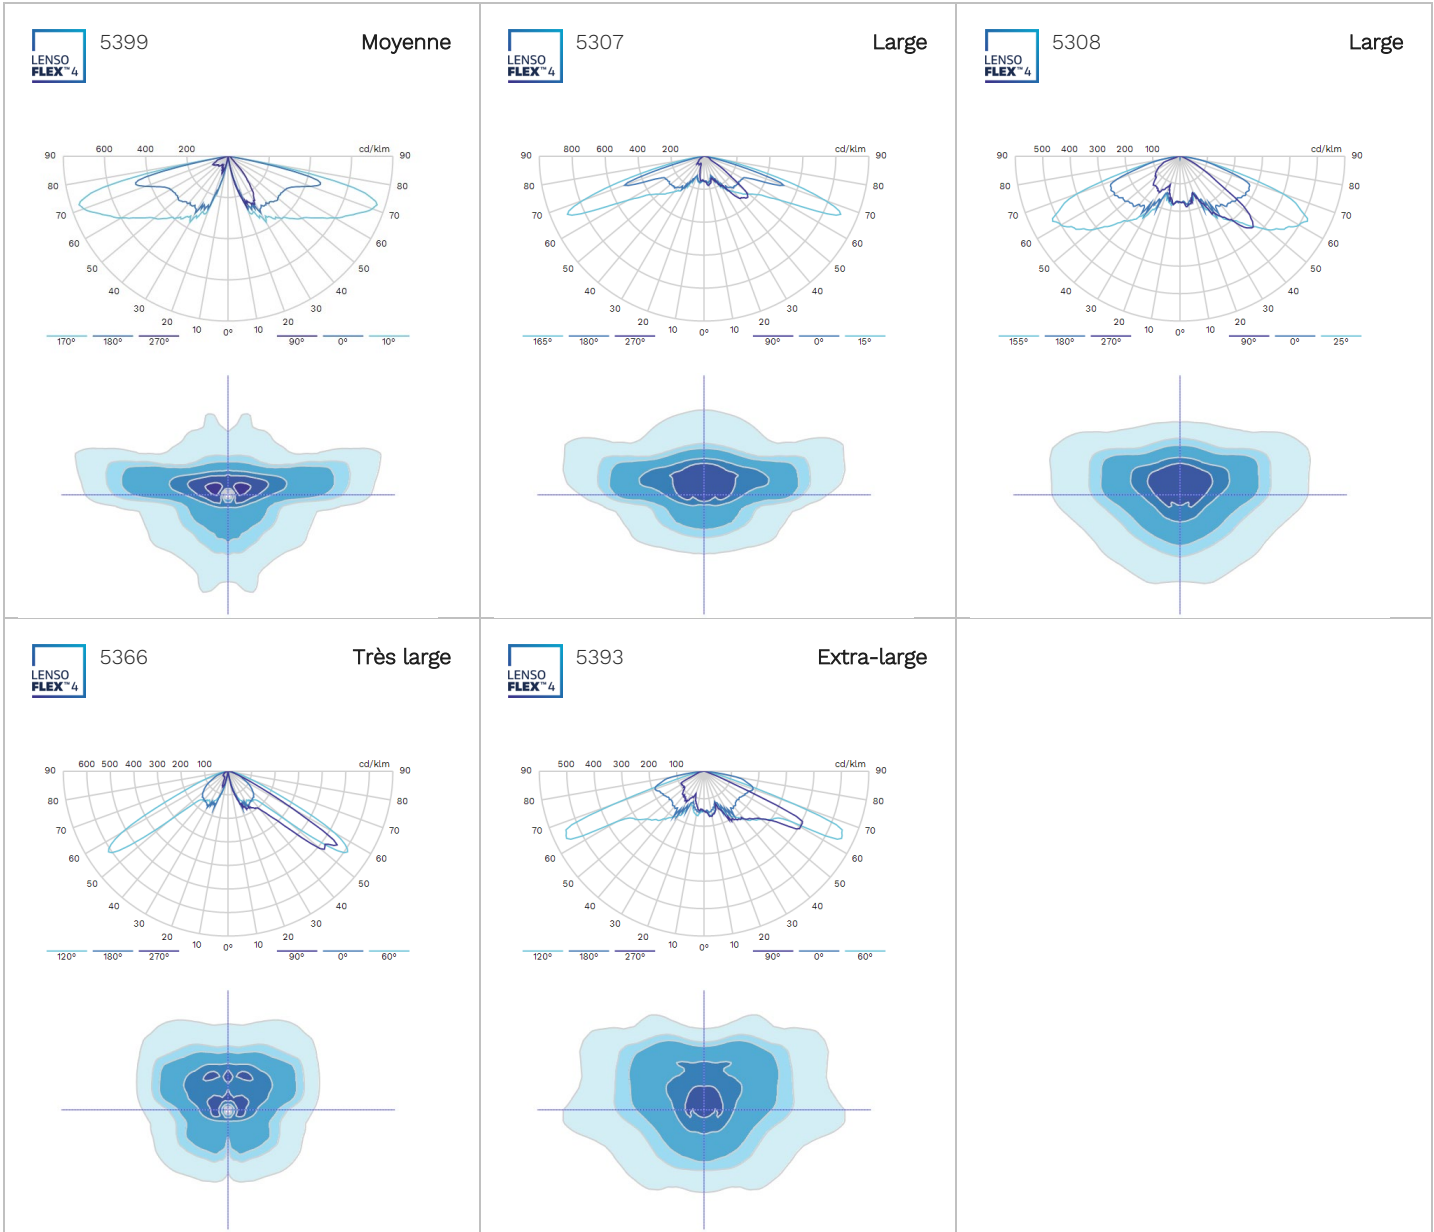 5399 Moyenne
LENSO
FLEX™4
600 400 200 cd/klm
90 90
80 80
70 70
60 60
50 50
40 40
30 30
20 10 0° 10 20
170° 180° 270° 90° 0° 10°
5307 Large
LENSO
FLEX™4
800 600 400 200 cd/klm
90 90
80 80
70 70
60 60
50 50
40 40
30 30
20 10 0° 10 20
165° 180° 270° 90° 0° 15°
5308 Large
LENSO
FLEX™4
500 400 300 200 100 cd/klm
90 90
80 80
70 70
60 60
50 50
40 40
30 30
20 10 0° 10 20
155° 180° 270° 90° 0° 25°
5366 Très large
LENSO
FLEX™4
600 500 400 300 200 100 cd/klm
90 90
80 80
70 70
60 60
50 50
40 40
30 30
20 10 0° 10 20
120° 180° 270° 90° 0° 60°
5393 Extra-large
LENSO
FLEX™4
500 400 300 200 100 cd/klm
90 90
80 80
70 70
60 60
50 50
40 40
30 30
20 10 0° 10 20
120° 180° 270° 90° 0° 60°